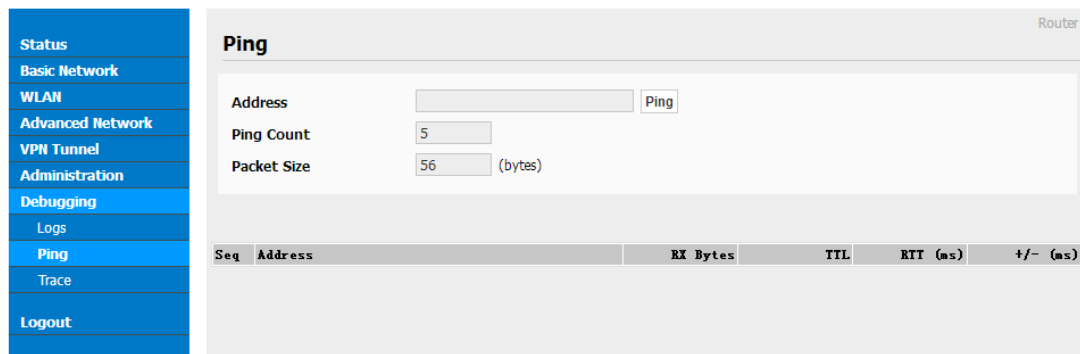 Status
Basic Network
WLAN
Advanced Network
VPN Tunnel
Administration
Debugging
Logs
Ping
Trace
Logout
Router
Ping
Address Ping
Ping Count 5
Packet Size 56 (bytes)
Seq Address RX Bytes TTL RTT (ms) +/- (ms)